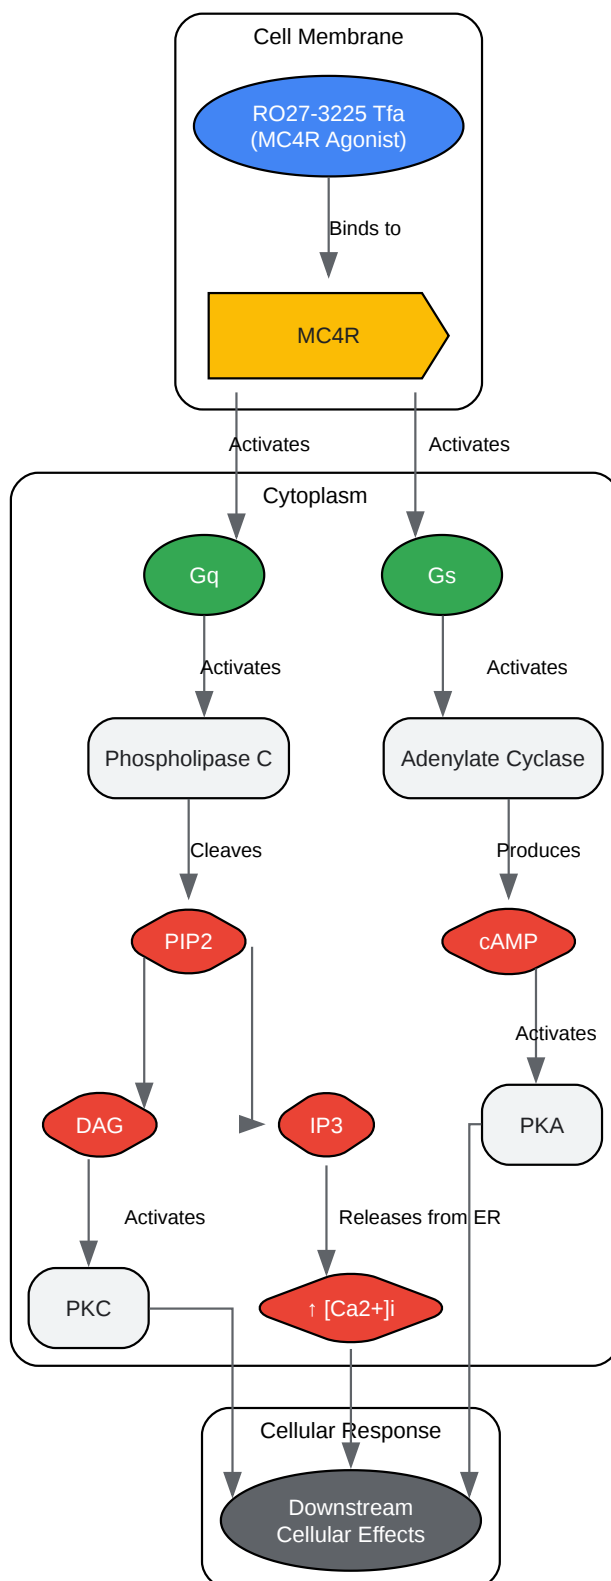 Cell Membrane
RO27-3225 Tfa
(MC4R Agonist)
Binds to
MC4R
Activates
Activates
Cytoplasm
Gq
Gs
Activates
Activates
Phospholipase C
Adenylate Cyclase
Cleaves
Produces
PIP2
cAMP
Activates
DAG
IP3
PKA
Activates
Releases from ER
PKC
↑ [Ca2+]i
Cellular Response
Downstream
Cellular Effects